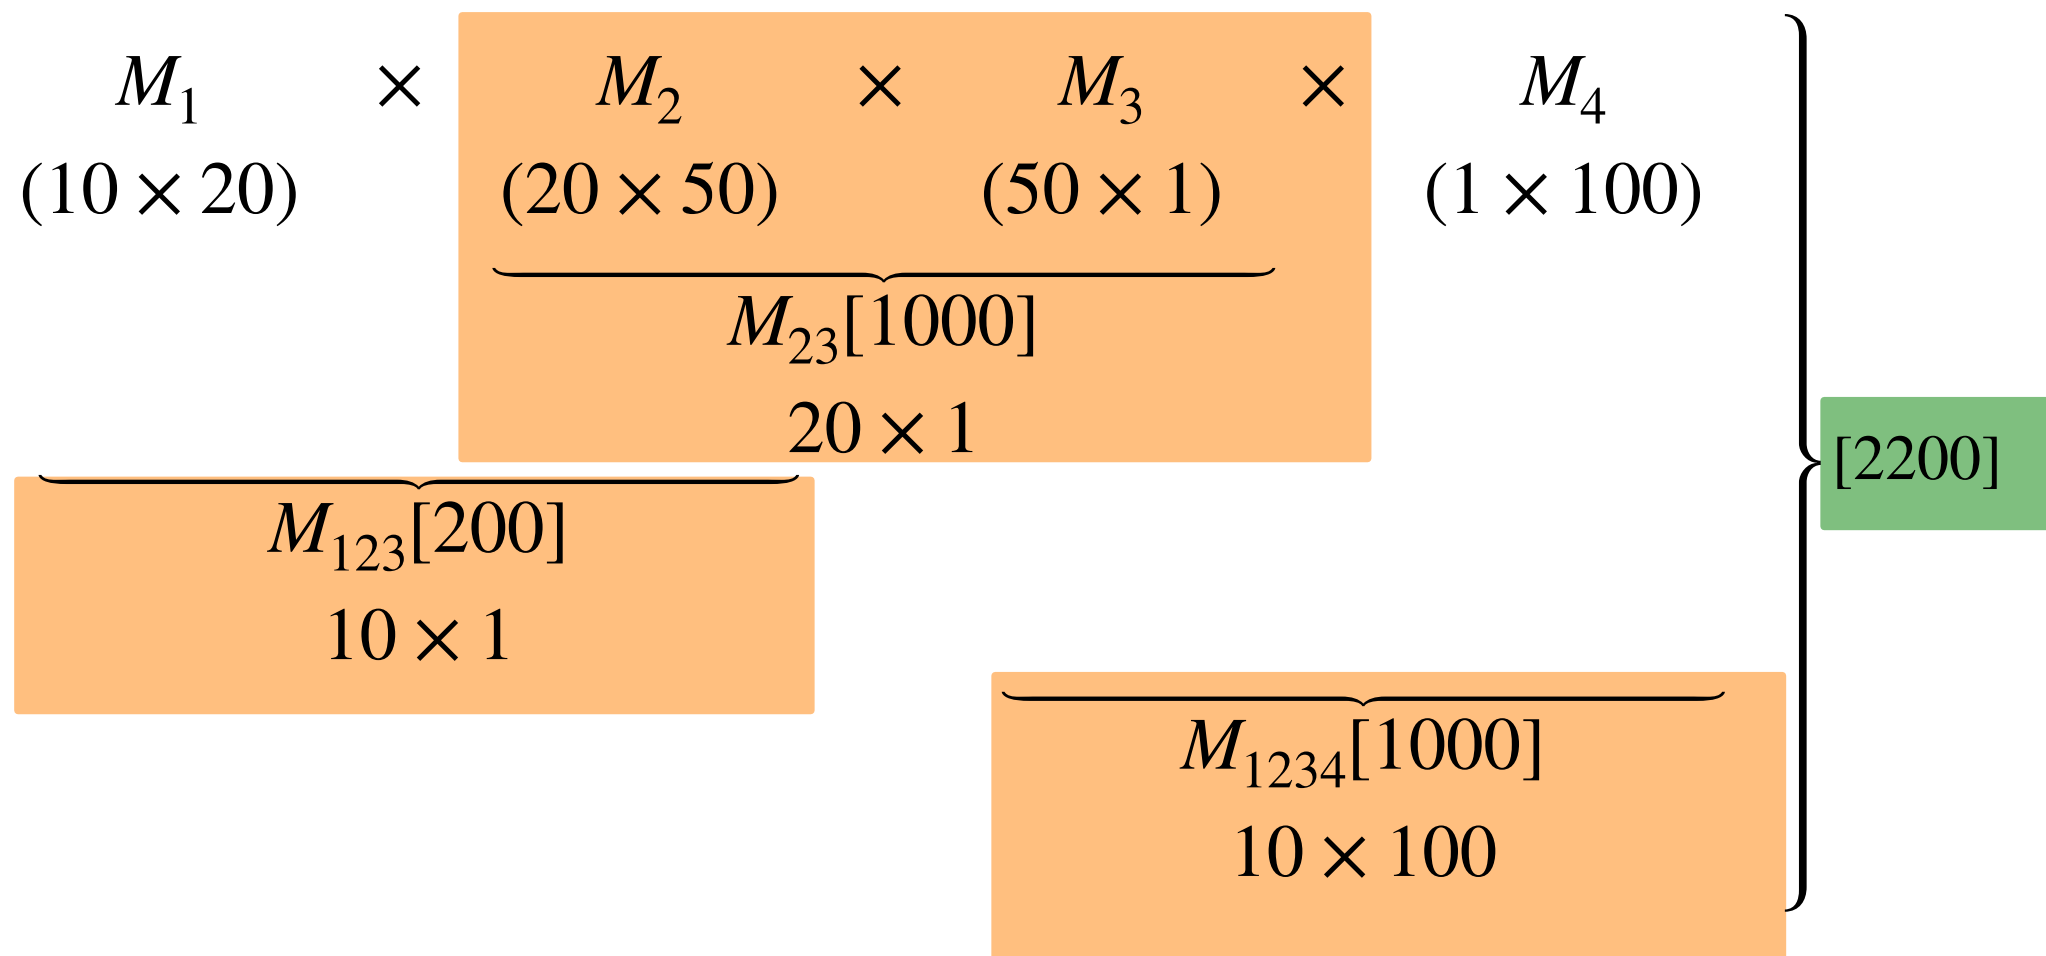 M₁ × M₂ × M₃ × M₄
(10 × 20) (20 × 50) (50 × 1) (1 × 100)
M₂₃[1000]
20 × 1
[2200]
M₁₂₃[200]
10 × 1
M₁₂₃₄[1000]
10 × 100